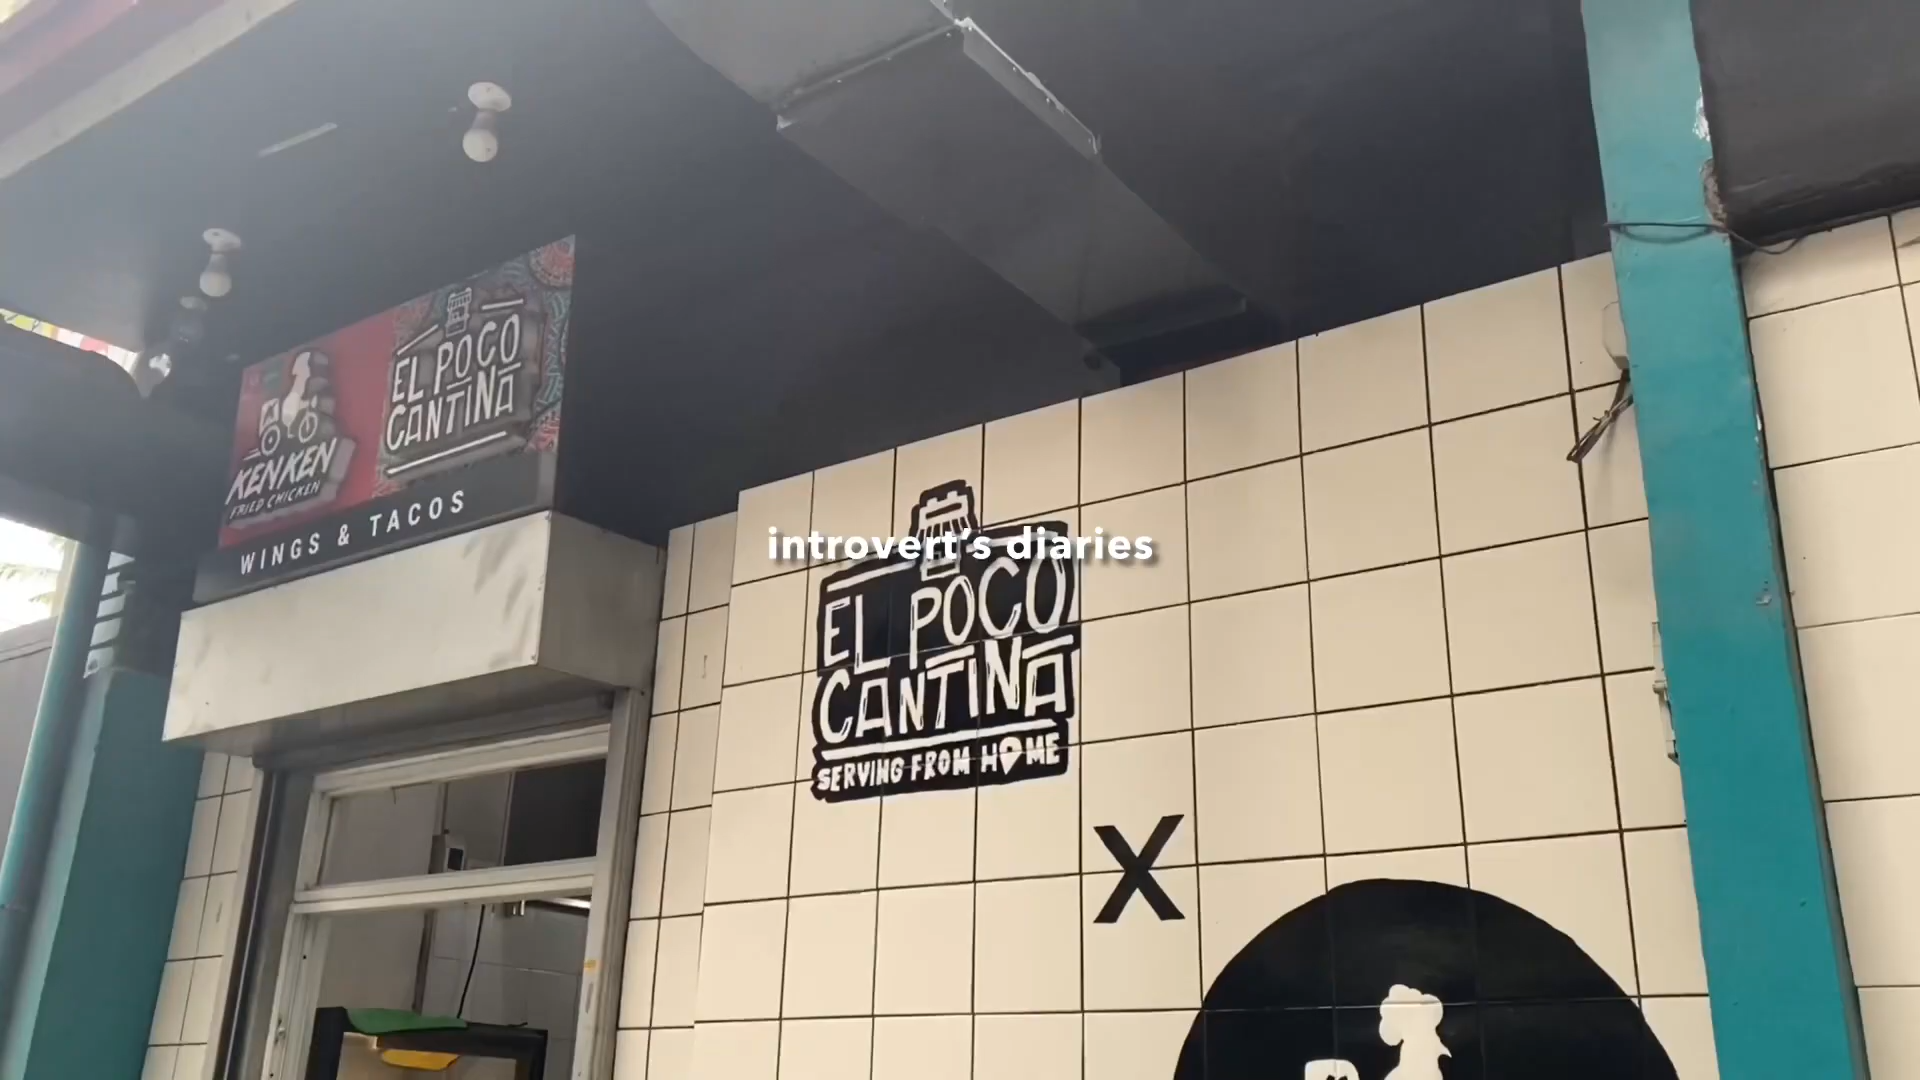 KEN KEN
FRIED CHICKEN
EL POCO
CANTINA
WINGS & TACOS
introvert's diaries
EL POCO
CANTINA
SERVING FROM HOME
X